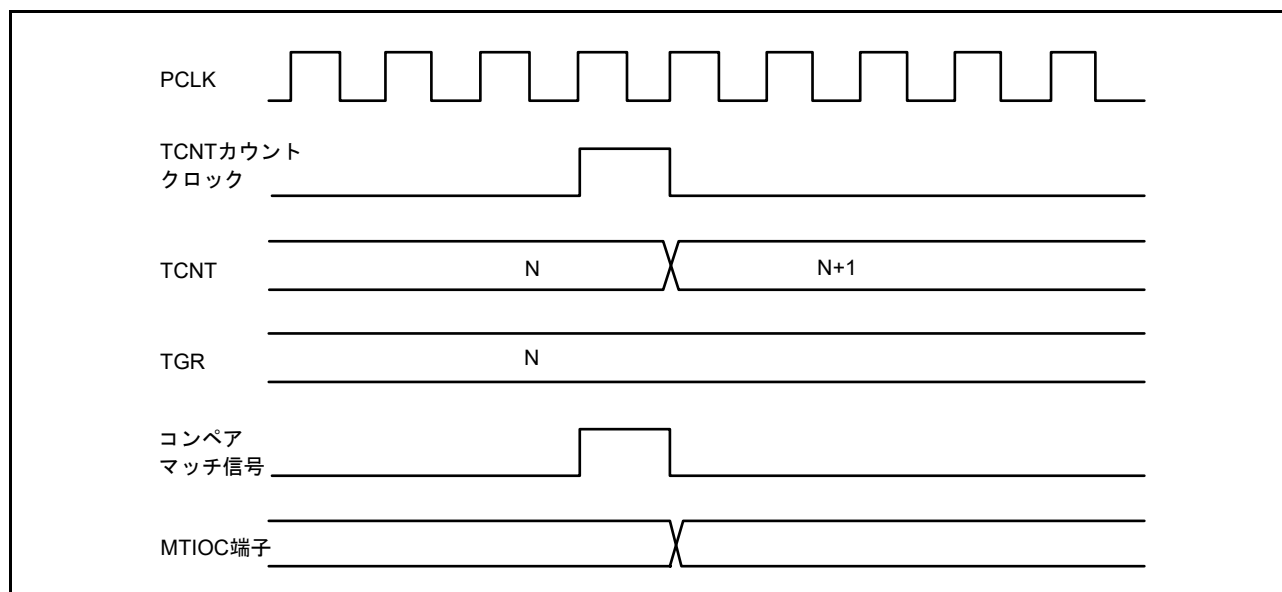 PCLK
TCNTカウント
クロック
TCNT
N
N+1
TGR
N
コンペア
マッチ信号
MTIOC端子